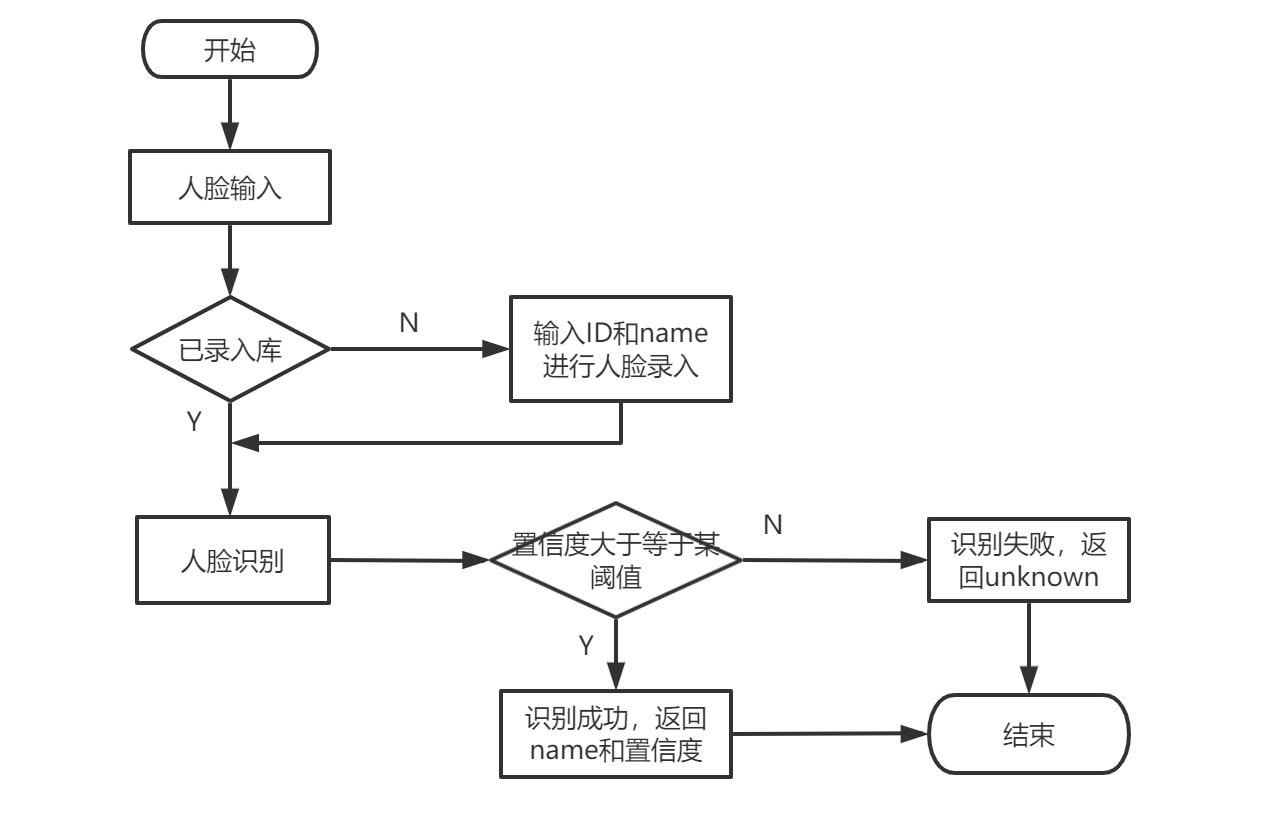 开始
人脸输入
已录入库
N
输入ID和name
进行人脸录入
Y
人脸识别
置信度大于等于某
阈值
N
识别失败，返
回unknown
Y
识别成功，返回
name和置信度
结束